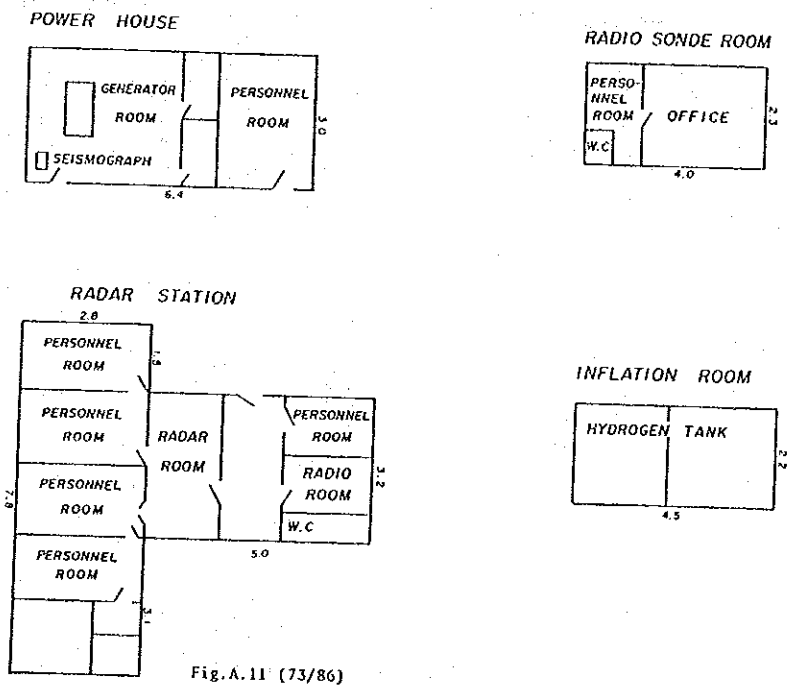 POWER HOUSE
GENERATOR
ROOM
PERSONNEL
ROOM
SEISMOGRAPH
3.0
6.4
RADIO SONDE ROOM
PERSO-
NNEL
ROOM
OFFICE
W.C
2.3
4.0
RADAR STATION
2.8
PERSONNEL
ROOM
1.5
PERSONNEL
ROOM
RADAR
ROOM
PERSONNEL
ROOM
RADIO
ROOM
W.C
3.2
PERSONNEL
ROOM
7.8
5.0
PERSONNEL
ROOM
3.1
INFLATION ROOM
HYDROGEN TANK
2.2
4.5
Fig.A.11 (73/86)